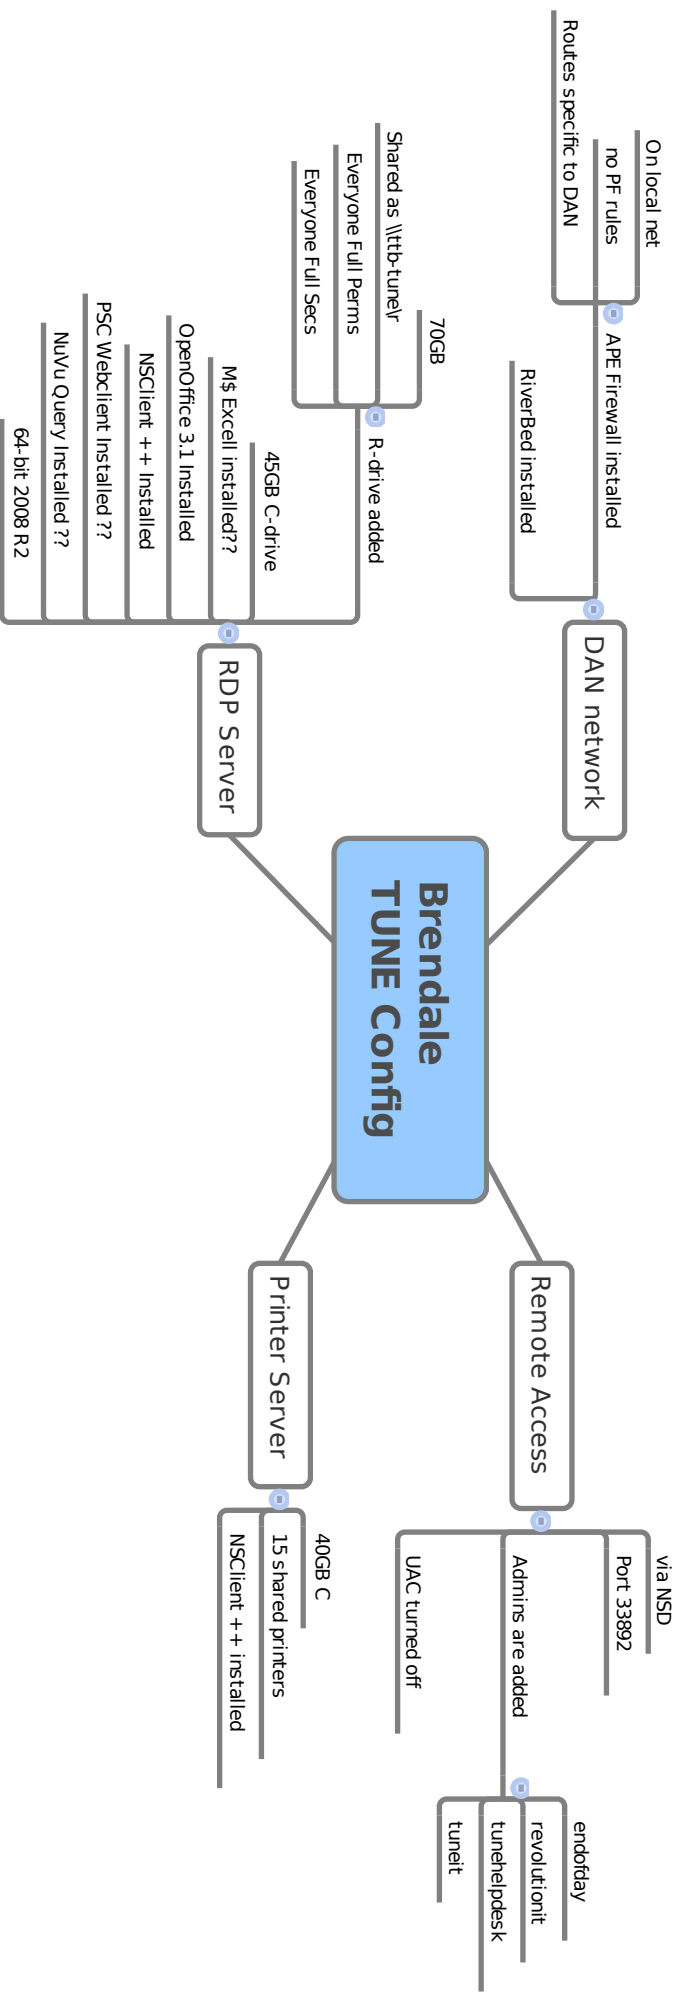 Brendale
TUNE Config
DAN network
APE Firewall installed
On local net
no PF rules
Routes specific to DAN
RiverBed installed
RDP Server
R-drive added
70GB
Shared as \\ttb-tune\r
Everyone Full Perms
Everyone Full Secs
45GB C-drive
M$ Excell installed??
OpenOffice 3.1 Installed
NSClient ++ Installed
PSC Webclient Installed ??
NuVu Query Installed ??
64-bit 2008 R2
Remote Access
via NSD
Port 33892
Admins are added
endofday
revolutionit
tunehelpdesk
tuneit
UAC turned off
Printer Server
40GB C
15 shared printers
NSClient ++ installed